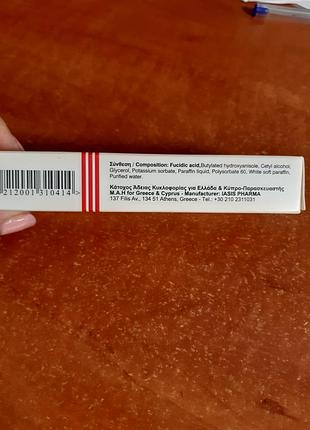 Σύνθεση / Composition: Fucidic acid,Butylated hydroxyanisole, Cetyl alcohol,
Glycerol, Potassium sorbate, Paraffin liquid, Polysorbate 60, White soft paraffin,
Purified water.
Κάτοχος Άδειας Κυκλοφορίας για Ελλάδα & Κύπρο-Παρασκευαστής
M.A.H for Greece & Cyprus - Manufacturer: IASIS PHARMA
137 Filis Av., 134 51 Athens, Greece, Tel.: +30 210 2311031
212001310414>